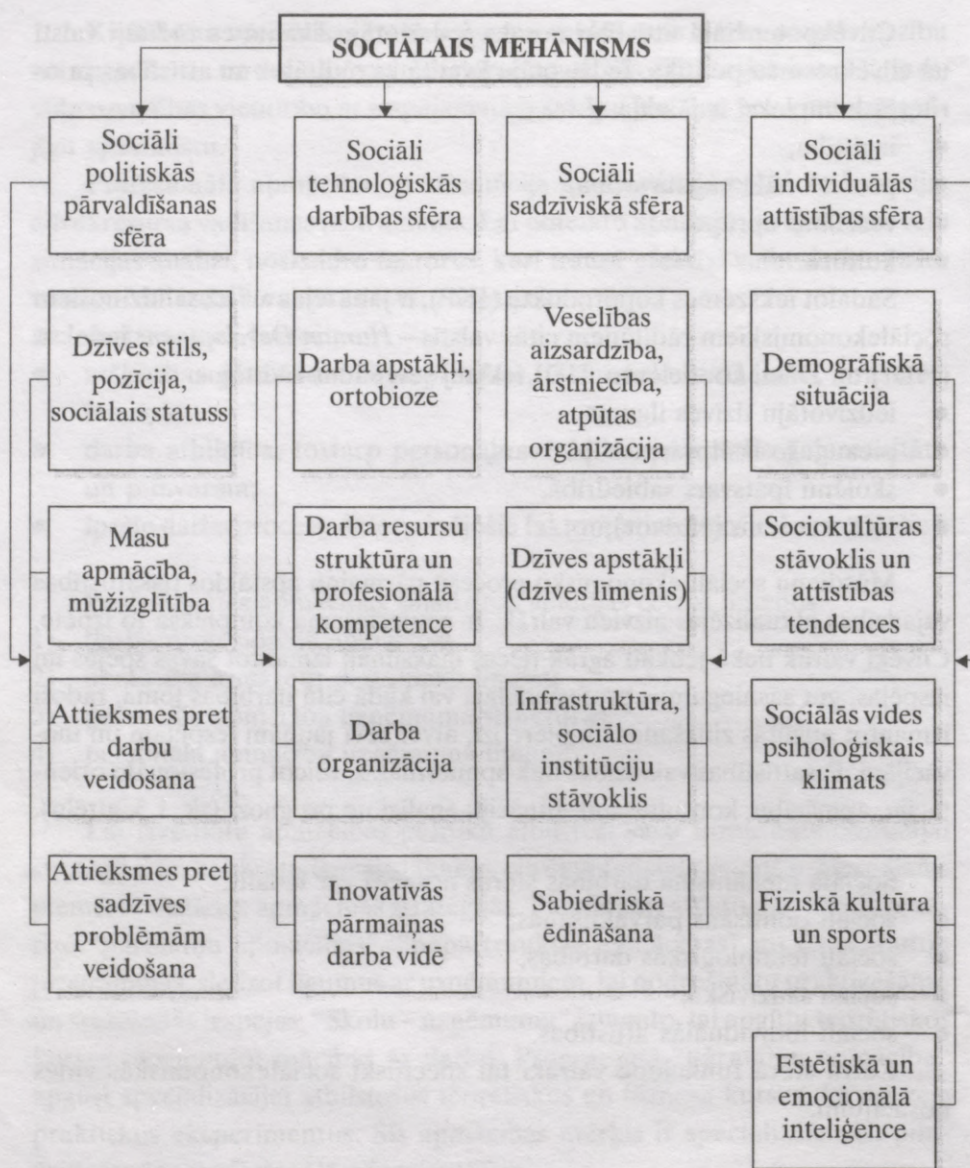 SOCIĀLAIS MEHĀNISMS
Sociāli
politiskās
pārvaldīšanas
sfēra
Sociāli
tehnoloģiskās
darbības sfēra
Sociāli
sadzīviskā sfēra
Sociāli
individuālās
attīstības sfēra
Dzīves stils,
pozīcija,
sociālais statuss
Darba apstākļi,
ortobioze
Veselības
aizsardzība,
ārstniecība,
atpūtas
organizācija
Demogrāfiskā
situācija
Masu
apmācība,
mūžizglītība
Darba resursu
struktūra un
profesionālā
kompetence
Dzīves apstākļi
(dzīves līmenis)
Sociokultūras
stāvoklis un
attīstības
tendences
Attieksmes pret
darbu
veidošana
Darba
organizācija
Infrastruktūra,
sociālo
institūciju
stāvoklis
Sociālās vides
psiholoģiskais
klimats
Attieksmes pret
sadzīves
problēmām
veidošana
Inovatīvās
pārmaiņas
darba vidē
Sabiedriskā
ēdināšana
Fiziskā kultūra
un sports
Estētiskā un
emocionālā
inteliģence